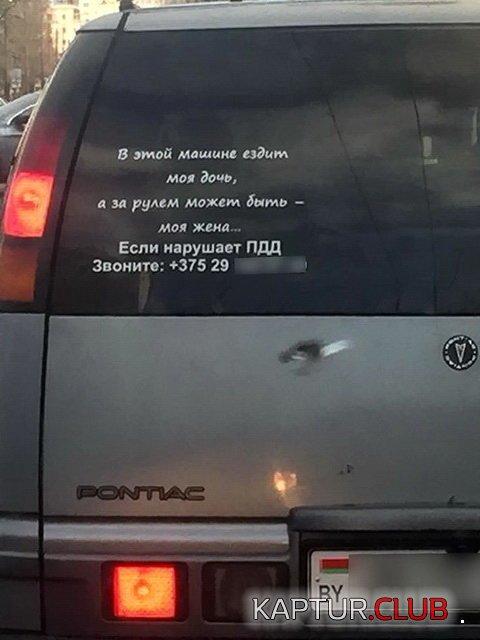 В этой машине ездит
моя дочь,
а за рулем может быть –
моя жена...
Если нарушает ПДД
Звоните: +375 29
PONTIAC
BY
KAPTUR.CLUB